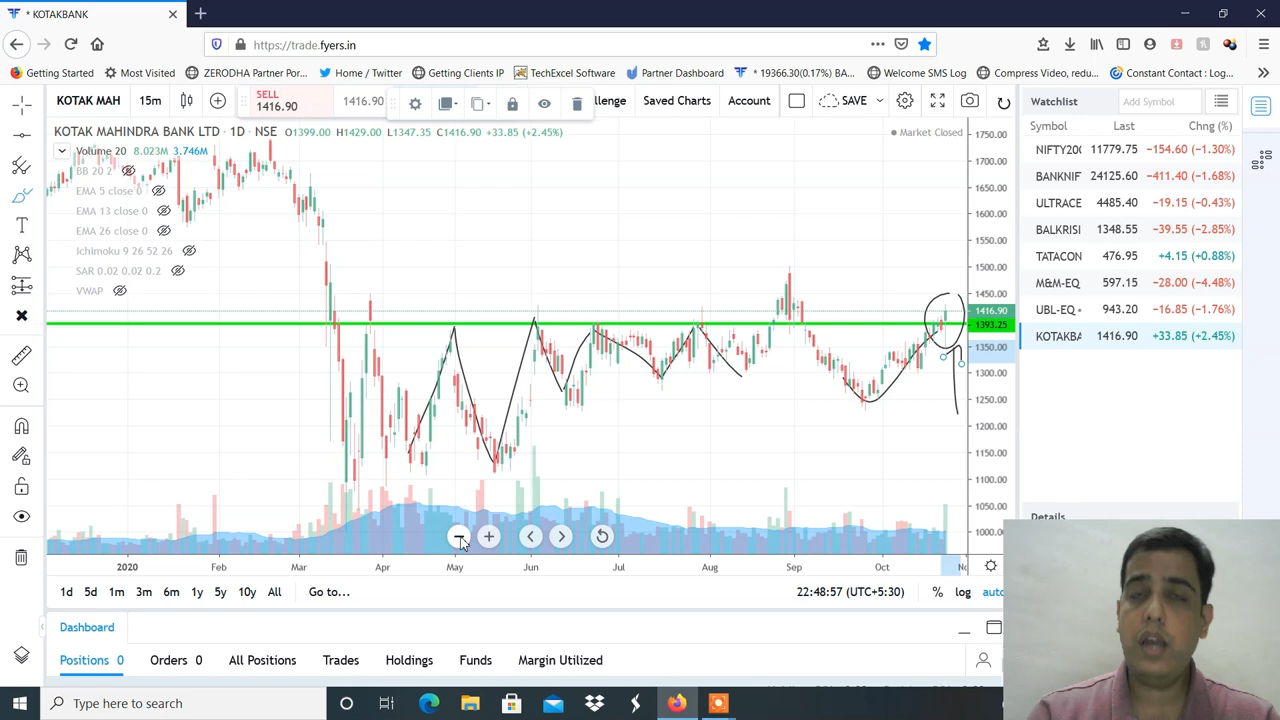 * KOTAKBANK
https://trade.fyers.in
Getting Started
Most Visited
ZERODHA Partner Por...
Home / Twitter
Getting Clients IP
TechExcel Software
Partner Dashboard
* 19366.30(0.17%) BA...
Welcome SMS Log
Compress Video, redu...
Constant Contact : Log...
KOTAK MAH
15m
SELL
1416.90
1416.90
llenge
Saved Charts
Account
SAVE
Watchlist
Add Symbol
KOTAK MAHINDRA BANK LTD · 1D · NSE
O1399.00 H1429.00 L1347.35 C1416.90 +33.85 (+2.45%)
Market Closed
Volume 20 8.023M 3.746M
BB 20 2
EMA 5 close 0
EMA 13 close 0
EMA 26 close 0
Ichimoku 9 26 52 26
SAR 0.02 0.02 0.2
VWAP
1750.00
1700.00
1650.00
1600.00
1550.00
1500.00
1450.00
1416.90
1393.25
1350.00
1300.00
1250.00
1200.00
1150.00
1100.00
1050.00
1000.00
Symbol Last Chng (%)
NIFTY200 11779.75 −154.60 (−1.30%)
BANKNIF 24125.60 −411.40 (−1.68%)
ULTRACE 4485.40 −19.15 (−0.43%)
BALKRISI 1348.55 −39.55 (−2.85%)
TATACON 476.95 +4.15 (+0.88%)
M&M-EQ 597.15 −28.00 (−4.48%)
UBL-EQ 943.20 −16.85 (−1.76%)
KOTAKBA 1416.90 +33.85 (+2.45%)
Details
2020 Feb Mar Apr May Jun Jul Aug Sep Oct
1d 5d 1m 3m 6m 1y 5y 10y All Go to...
22:48:57 (UTC+5:30) % log auto
Dashboard
Positions 0
Orders 0
All Positions
Trades
Holdings
Funds
Margin Utilized
Type here to search